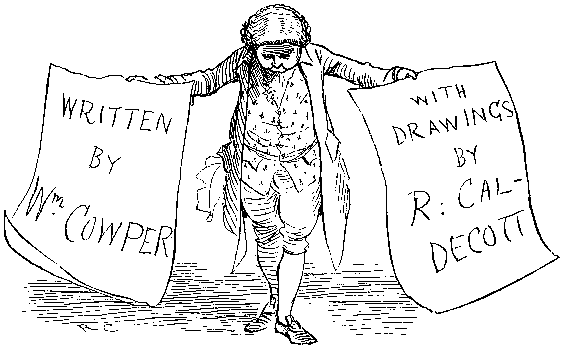 WRITTEN
BY
Wm COWPER
WITH
DRAWINGS
BY
R: CAL-
DECOTT
R C